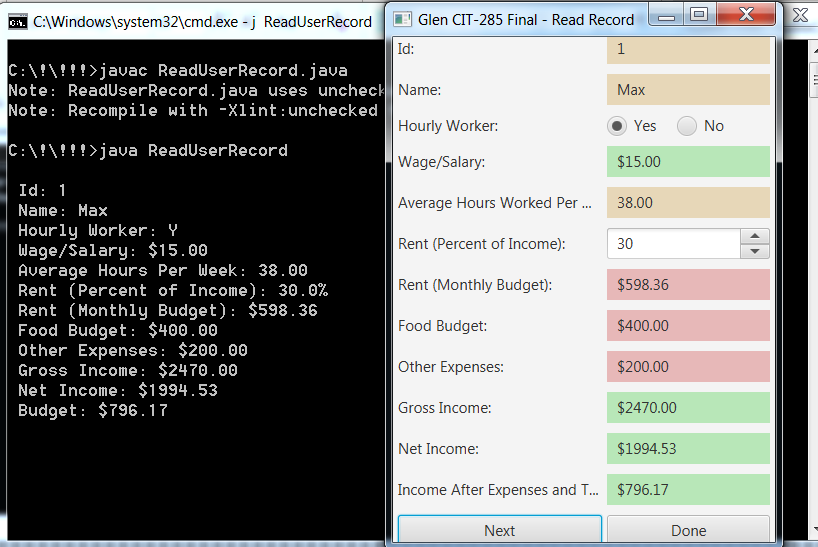 C:\Windows\system32\cmd.exe - j  ReadUserRecord
C:\!\!!!>javac ReadUserRecord.java
Note: ReadUserRecord.java uses uncheck
Note: Recompile with -Xlint:unchecked
C:\!\!!!>java ReadUserRecord
Id: 1
Name: Max
Hourly Worker: Y
Wage/Salary: $15.00
Average Hours Per Week: 38.00
Rent (Percent of Income): 30.0%
Rent (Monthly Budget): $598.36
Food Budget: $400.00
Other Expenses: $200.00
Gross Income: $2470.00
Net Income: $1994.53
Budget: $796.17
Glen CIT-285 Final - Read Record
Id: 1
Name: Max
Hourly Worker: Yes No
Wage/Salary: $15.00
Average Hours Worked Per ... 38.00
Rent (Percent of Income): 30
Rent (Monthly Budget): $598.36
Food Budget: $400.00
Other Expenses: $200.00
Gross Income: $2470.00
Net Income: $1994.53
Income After Expenses and T... $796.17
Next Done